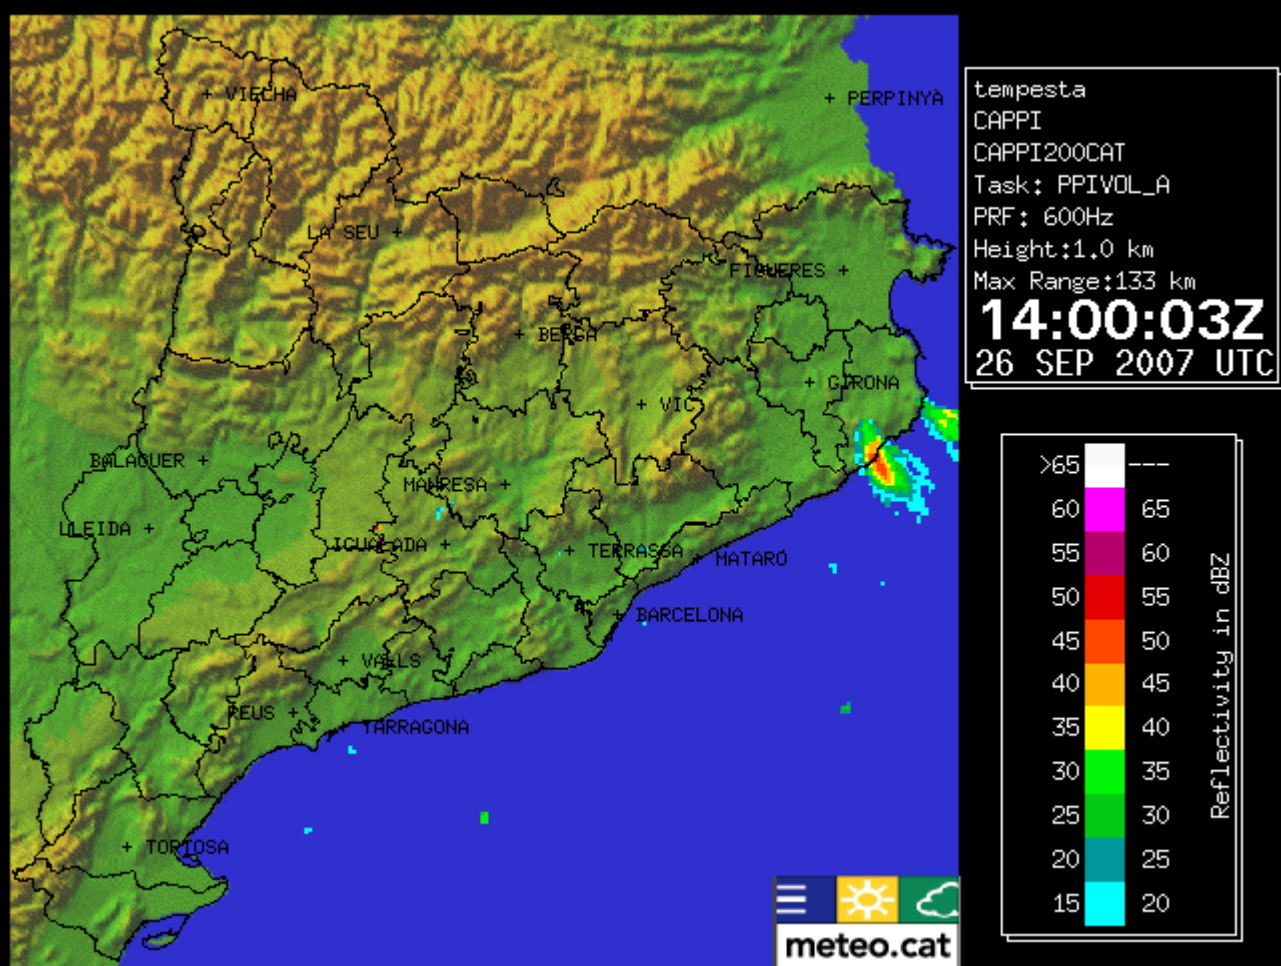 VIELHA
PERPINYÀ
LA SEU
FIGUERES
BERGA
GIRONA
VIC
BALAGUER
MANRESA
LLEIDA
IGUALADA
TERRASSA
MATARÓ
BARCELONA
VALLS
REUS
TARRAGONA
TORTOSA
meteo.cat
tempesta
CAPPI
CAPPI200CAT
Task: PPIVOL_A
PRF: 600Hz
Height:1.0 km
Max Range:133 km
14:00:03Z
26 SEP 2007 UTC
>65 ---
60 65
55 60
50 55
45 50
40 45
35 40
30 35
25 30
20 25
15 20
Reflectivity in dBZ